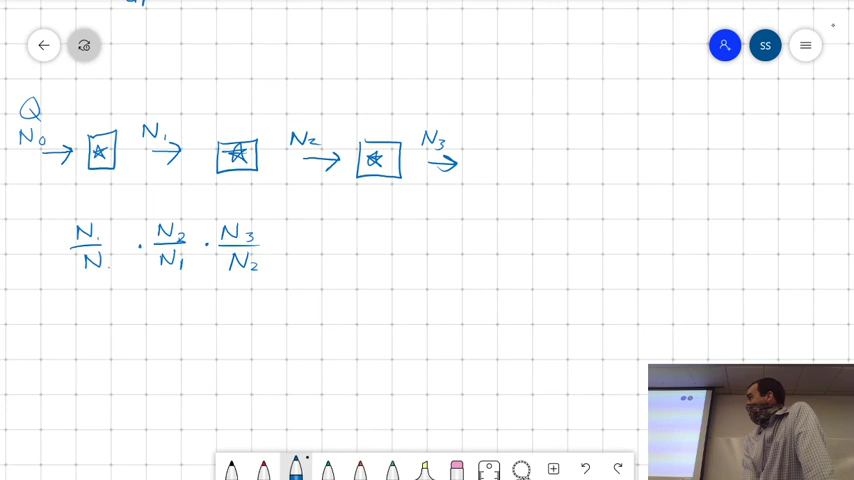 Q
N₀ → ☆ N₁ → ☆ N₂ → ☆ N₃ →
N₁/N · N₂/N₁ · N₃/N₂
SS